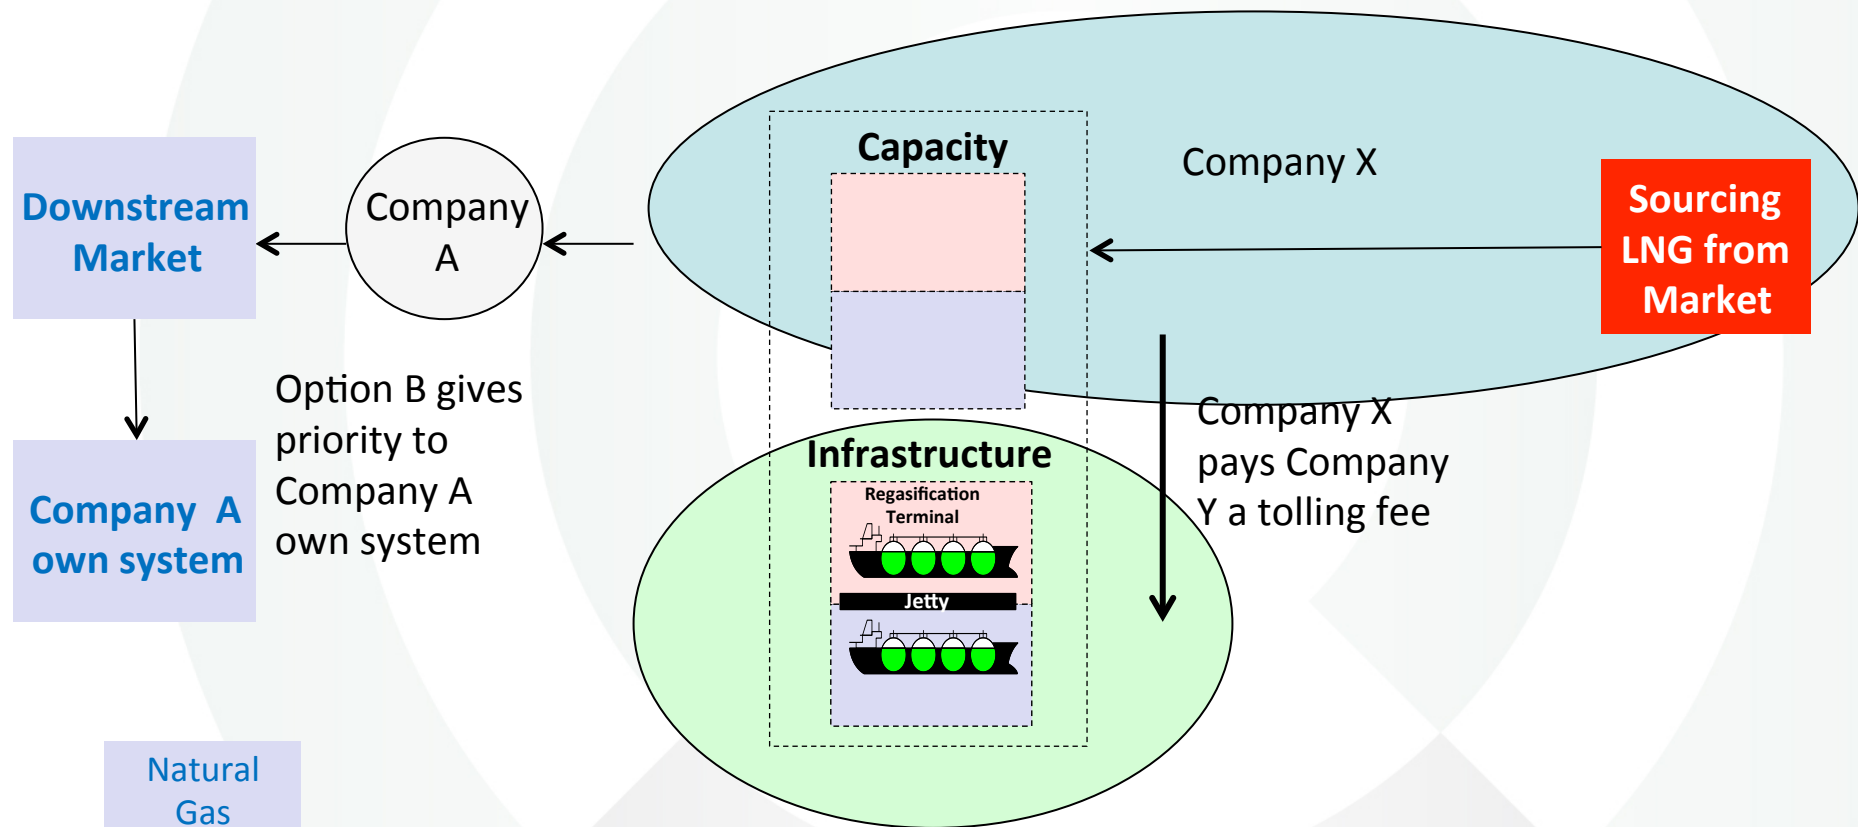 Downstream
Market
Company  A
own system
Option B gives
priority to
Company A
own system
Company
A
Capacity
Company X
Sourcing
LNG from
Market
Company X
pays Company
Y a tolling fee
Infrastructure
Regasification
Terminal
Jetty
Natural
Gas